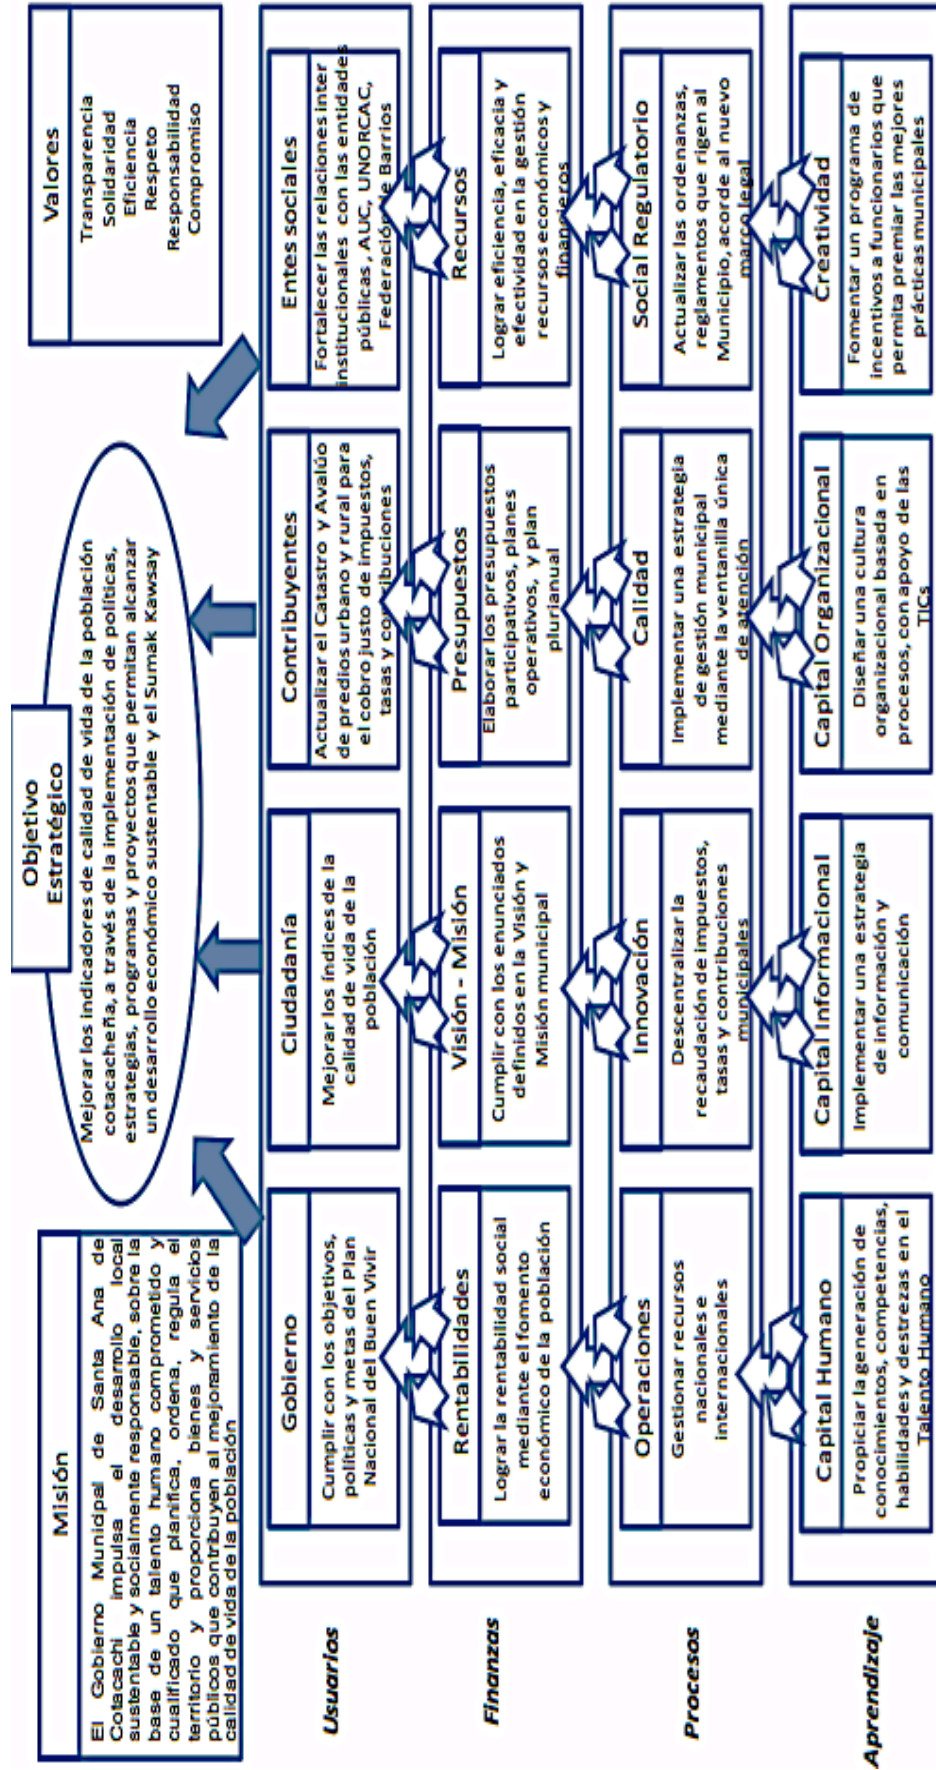 Objetivo
Estratégico
Mejorar los indicadores de calidad de vida de la población
cotacacheña, a través de la implementación de políticas,
estrategias, programas y proyectos que permitan alcanzar
un desarrollo económico sustentable y el Sumak Kawsay
Misión
El Gobierno Municipal de Santa Ana de
Cotacachi impulsa el desarrollo local
sustentable y socialmente responsable, sobre la
base de un talento humano comprometido y
cualificado que planifica, ordena, regula el
territorio y proporciona bienes y servicios
públicos que contribuyen al mejoramiento de la
calidad de vida de la población
Valores
Transparencia
Solidaridad
Eficiencia
Respeto
Responsabilidad
Compromiso
Usuarios
Gobierno
Cumplir con los objetivos,
políticas y metas del Plan
Nacional del Buen Vivir
Ciudadanía
Mejorar los índices de la
calidad de vida de la
población
Contribuyentes
Actualizar el Catastro y Avalúo
de predios urbano y rural para
el cobro justo de impuestos,
tasas y contribuciones
Entes sociales
Fortalecer las relaciones inter
institucionales con las entidades
públicas, AUC, UNORCAC,
Federación de Barrios
Finanzas
Rentabilidades
Lograr la rentabilidad social
mediante el fomento
económico de la población
Visión - Misión
Cumplir con los enunciados
definidos en la Visión y
Misión municipal
Presupuestos
Elaborar los presupuestos
participativos, planes
operativos, y plan
plurianual
Recursos
Lograr eficiencia, eficacia y
efectividad en la gestión
recursos económicos y
financieros
Procesos
Operaciones
Gestionar recursos
nacionales e
internacionales
Innovación
Descentralizar la
recaudación de impuestos,
tasas y contribuciones
municipales
Calidad
Implementar una estrategia
de gestión municipal
mediante la ventanilla única
de atención
Social Regulatorio
Actualizar las ordenanzas,
reglamentos que rigen al
Municipio, acorde al nuevo
marco legal
Aprendizaje
Capital Humano
Propiciar la generación de
conocimientos, competencias,
habilidades y destrezas en el
Talento Humano
Capital Informacional
Implementar una estrategia
de información y
comunicación
Capital Organizacional
Diseñar una cultura
organizacional basada en
procesos, con apoyo de las
TICs
Creatividad
Fomentar un programa de
incentivos a funcionarios que
permita premiar las mejores
prácticas municipales